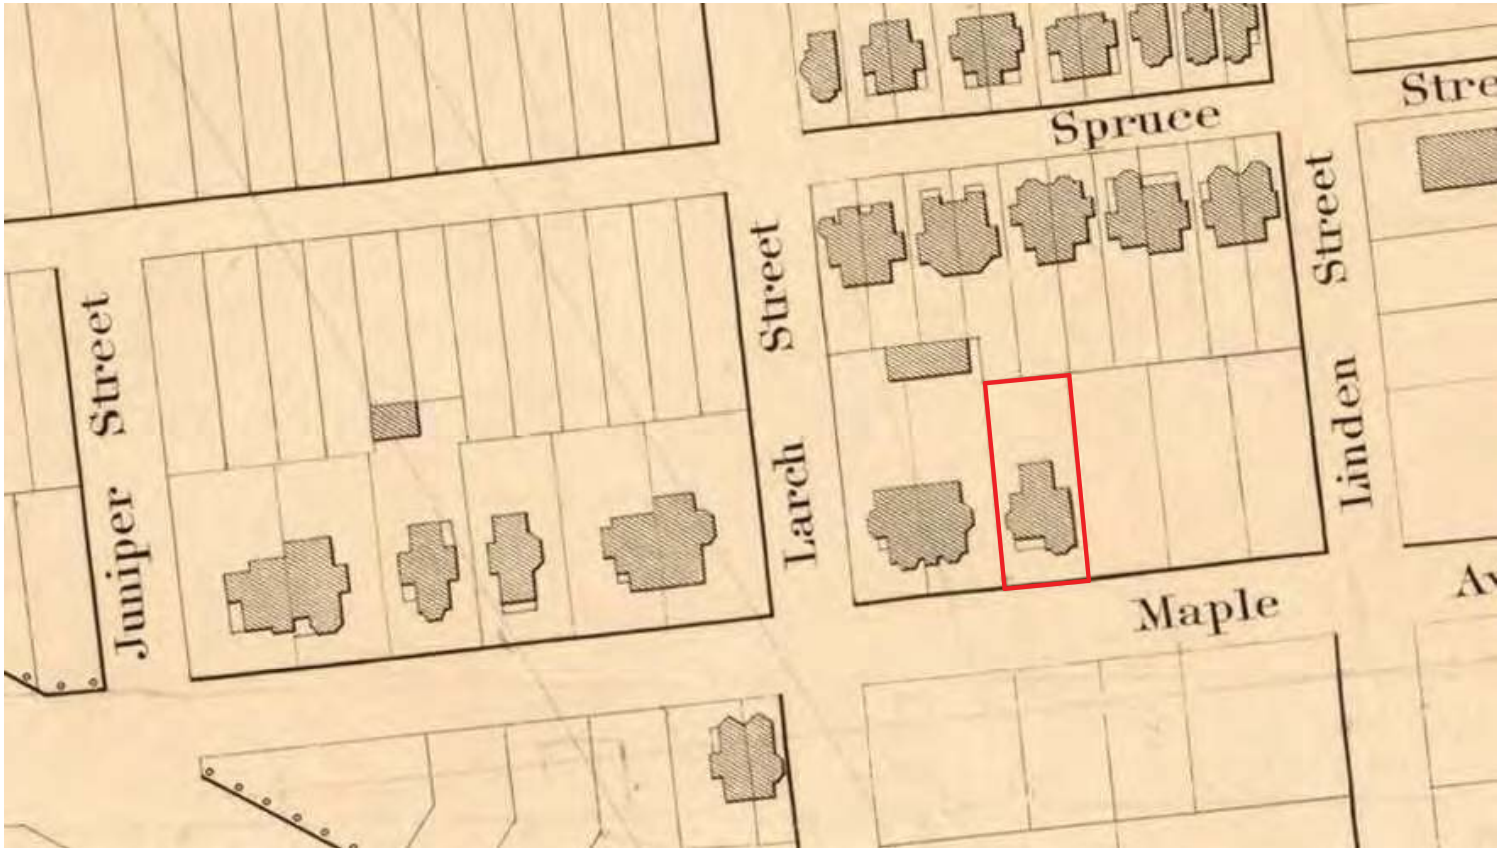 Stre
Spruce
Street
Street
Street
Linden
Larch
Juniper
Maple
Av